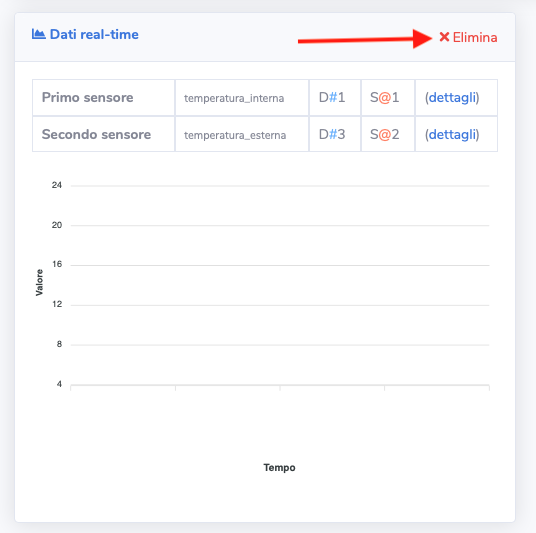 Dati real-time
Elimina
Primo sensore temperatura_interna D#1 S@1 (dettagli)
Secondo sensore temperatura_esterna D#3 S@2 (dettagli)
24
20
16
12
8
4
Valore
Tempo